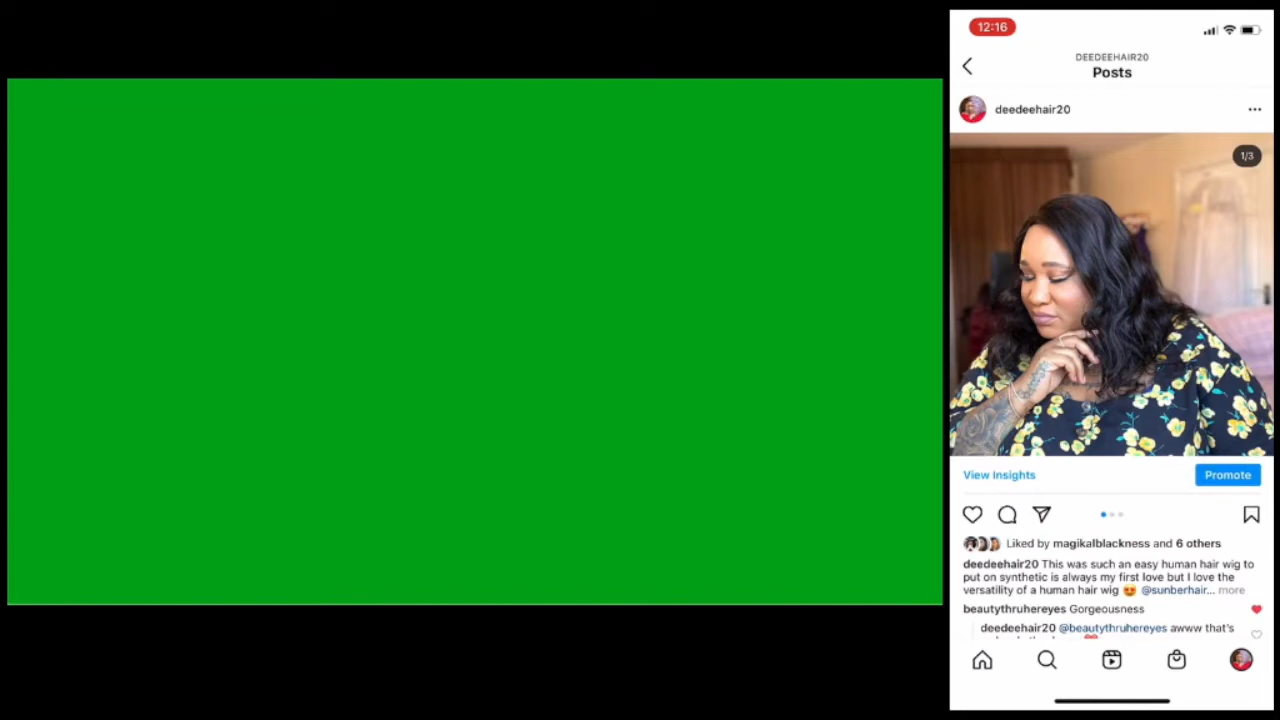 12:16
DEEDEEHAIR20
Posts
deedeehair20
1/3
View Insights
Promote
Liked by magikalblackness and 6 others
deedeehair20 This was such an easy human hair wig to
put on synthetic is always my first love but I love the
versatility of a human hair wig 😍 @sunberhair... more
beautythruhereyes Gorgeousness
deedeehair20 @beautythruhereyes awww that's